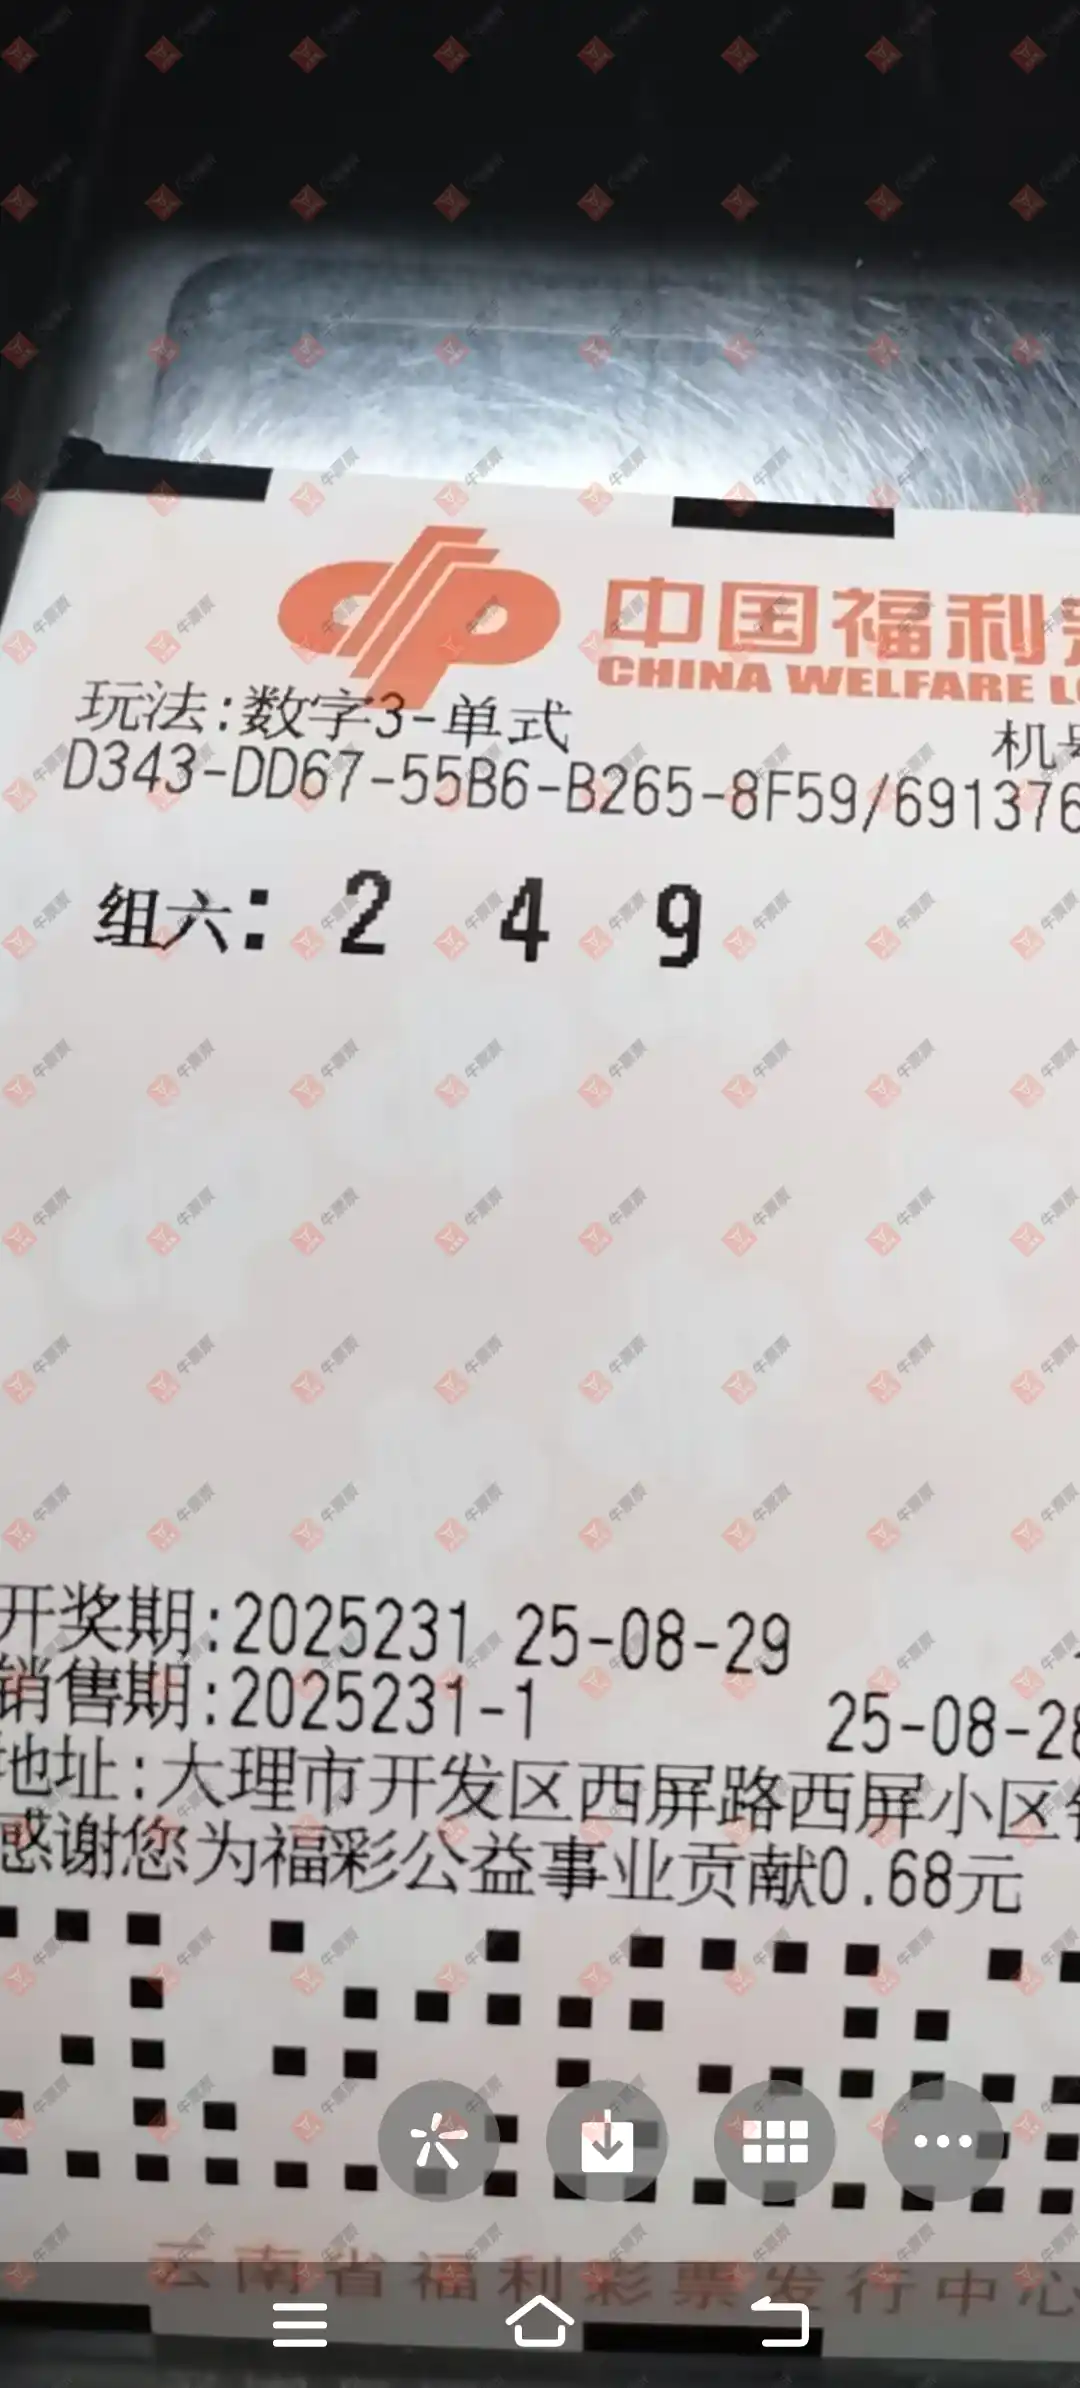 中国福利
CHINA WELFARE
玩法:数字3-单式
机号
D343-DD67-55B6-B265-8F59/691376
组六: 2 4 9
开奖期:2025231 25-08-29
销售期:2025231-1 25-08-28
地址:大理市开发区西屏路西屏小区
感谢您为福彩公益事业贡献0.68元
云南省福利彩票发行中心
牛票票